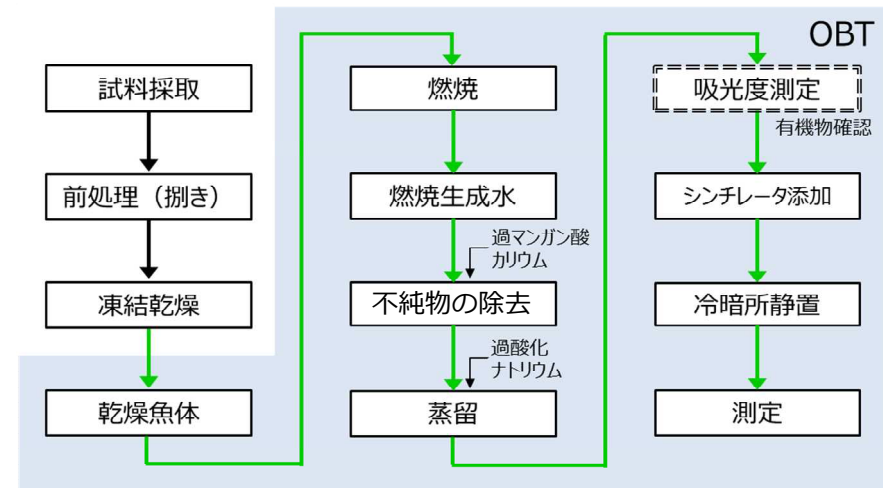 OBT
試料採取
前処理（捌き）
凍結乾燥
乾燥魚体
燃焼
燃焼生成水
過マンガン酸
カリウム
不純物の除去
過酸化
ナトリウム
蒸留
吸光度測定
有機物確認
シンチレータ添加
冷暗所静置
測定